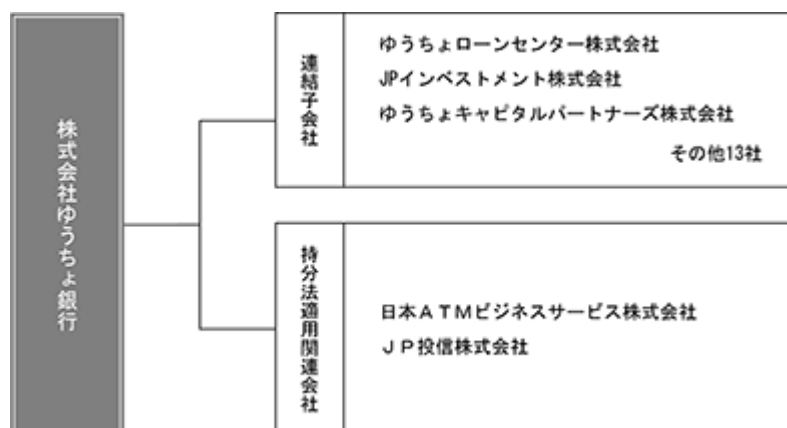 株式会社ゆうちょ銀行
連結子会社
ゆうちょローンセンター株式会社
JPインベストメント株式会社
ゆうちょキャピタルパートナーズ株式会社
その他13社
持分法適用関連会社
日本ＡＴＭビジネスサービス株式会社
ＪＰ投信株式会社